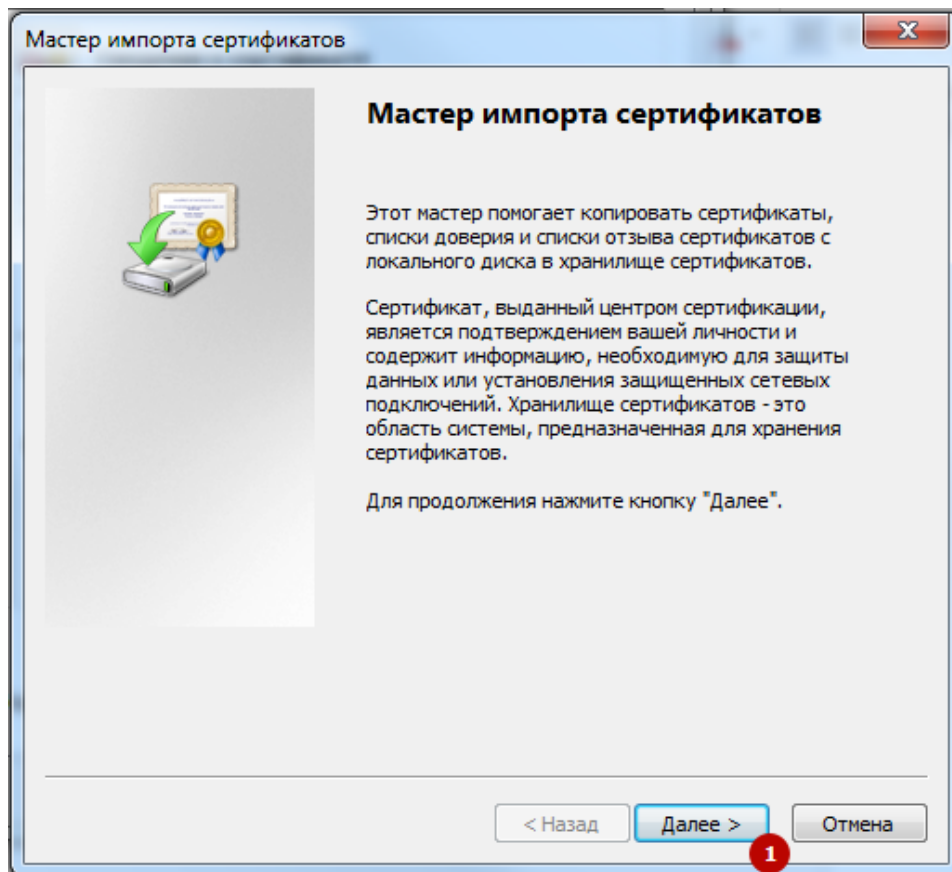 Мастер импорта сертификатов
Мастер импорта сертификатов
Этот мастер помогает копировать сертификаты,
списки доверия и списки отзыва сертификатов с
локального диска в хранилище сертификатов.
Сертификат, выданный центром сертификации,
является подтверждением вашей личности и
содержит информацию, необходимую для защиты
данных или установления защищенных сетевых
подключений. Хранилище сертификатов - это
область системы, предназначенная для хранения
сертификатов.
Для продолжения нажмите кнопку "Далее".
< Назад
Далее >
Отмена
1